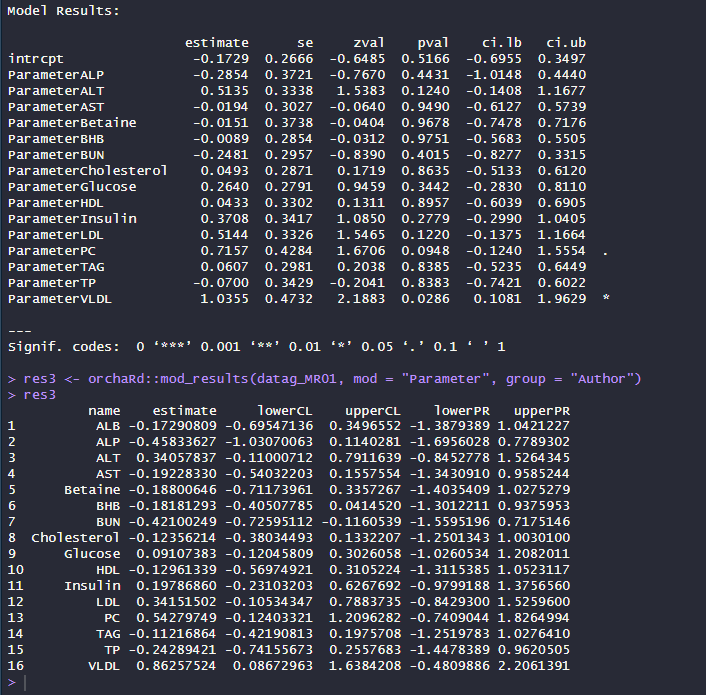 Model Results:
estimate se zval pval ci.lb ci.ub
intrcpt -0.1729 0.2666 -0.6485 0.5166 -0.6955 0.3497
ParameterALP -0.2854 0.3721 -0.7670 0.4431 -1.0148 0.4440
ParameterALT 0.5135 0.3338 1.5383 0.1240 -0.1408 1.1677
ParameterAST -0.0194 0.3027 -0.0640 0.9490 -0.6127 0.5739
ParameterBetaine -0.0151 0.3738 -0.0404 0.9678 -0.7478 0.7176
ParameterBHB -0.0089 0.2854 -0.0312 0.9751 -0.5683 0.5505
ParameterBUN -0.2481 0.2957 -0.8390 0.4015 -0.8277 0.3315
ParameterCholesterol 0.0493 0.2871 0.1719 0.8635 -0.5133 0.6120
ParameterGlucose 0.2640 0.2791 0.9459 0.3442 -0.2830 0.8110
ParameterHDL 0.0433 0.3302 0.1311 0.8957 -0.6039 0.6905
ParameterInsulin 0.3708 0.3417 1.0850 0.2779 -0.2990 1.0405
ParameterLDL 0.5144 0.3326 1.5465 0.1220 -0.1375 1.1664
ParameterPC 0.7157 0.4284 1.6706 0.0948 -0.1240 1.5554 .
ParameterTAG 0.0607 0.2981 0.2038 0.8385 -0.5235 0.6449
ParameterTP -0.0700 0.3429 -0.2041 0.8383 -0.7421 0.6022
ParameterVLDL 1.0355 0.4732 2.1883 0.0286 0.1081 1.9629 *
---
Signif. codes: 0 ‘***’ 0.001 ‘**’ 0.01 ‘*’ 0.05 ‘.’ 0.1 ‘ ’ 1
> res3 <- orchaRd::mod_results(datag_MR01, mod = "Parameter", group = "Author")
> res3
name estimate lowerCL upperCL lowerPR upperPR
1 ALB -0.17290809 -0.69547136 0.3496552 -1.3879389 1.0421227
2 ALP -0.45833627 -1.03070063 0.1140281 -1.6956028 0.7789302
3 ALT 0.34057837 -0.11000712 0.7911639 -0.8452778 1.5264345
4 AST -0.19228330 -0.54032203 0.1557554 -1.3430910 0.9585244
5 Betaine -0.18800646 -0.71173961 0.3357267 -1.4035409 1.0275279
6 BHB -0.18181293 -0.40507785 0.0414520 -1.3012211 0.9375953
7 BUN -0.42100249 -0.72595112 -0.1160539 -1.5595196 0.7175146
8 Cholesterol -0.12356214 -0.38034493 0.1332207 -1.2501343 1.0030100
9 Glucose 0.09107383 -0.12045809 0.3026058 -1.0260534 1.2082011
10 HDL -0.12961339 -0.56974921 0.3105224 -1.3115385 1.0523117
11 Insulin 0.19786860 -0.23103203 0.6267692 -0.9799188 1.3756560
12 LDL 0.34151502 -0.10534347 0.7883735 -0.8429300 1.5259600
13 PC 0.54279749 -0.12403321 1.2096282 -0.7409044 1.8264994
14 TAG -0.11216864 -0.42190813 0.1975708 -1.2519783 1.0276410
15 TP -0.24289421 -0.74155673 0.2557683 -1.4478389 0.9620505
16 VLDL 0.86257524 0.08672963 1.6384208 -0.4809886 2.2061391
>